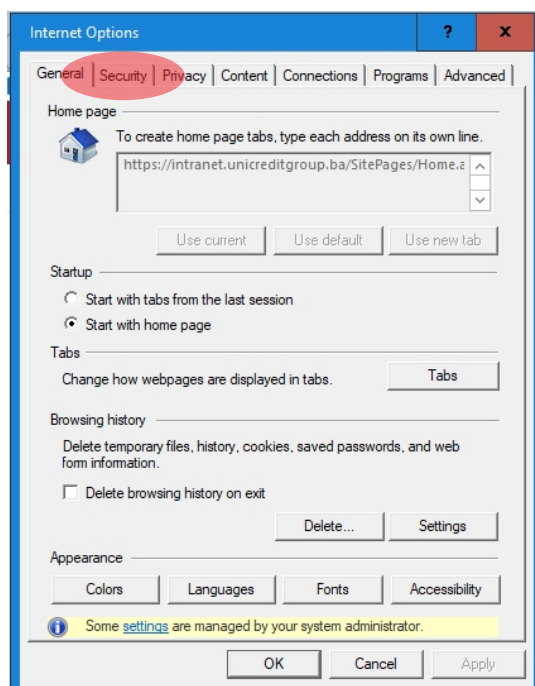 Internet Options
? x
General Security Privacy Content Connections Programs Advanced
Home page
To create home page tabs, type each address on its own line.
https://intranet.unicreditgroup.ba/SitePages/Home.a
Use current Use default Use new tab
Startup
Start with tabs from the last session
Start with home page
Tabs
Change how webpages are displayed in tabs. Tabs
Browsing history
Delete temporary files, history, cookies, saved passwords, and web
form information.
Delete browsing history on exit
Delete... Settings
Appearance
Colors Languages Fonts Accessibility
Some settings are managed by your system administrator.
OK Cancel Apply